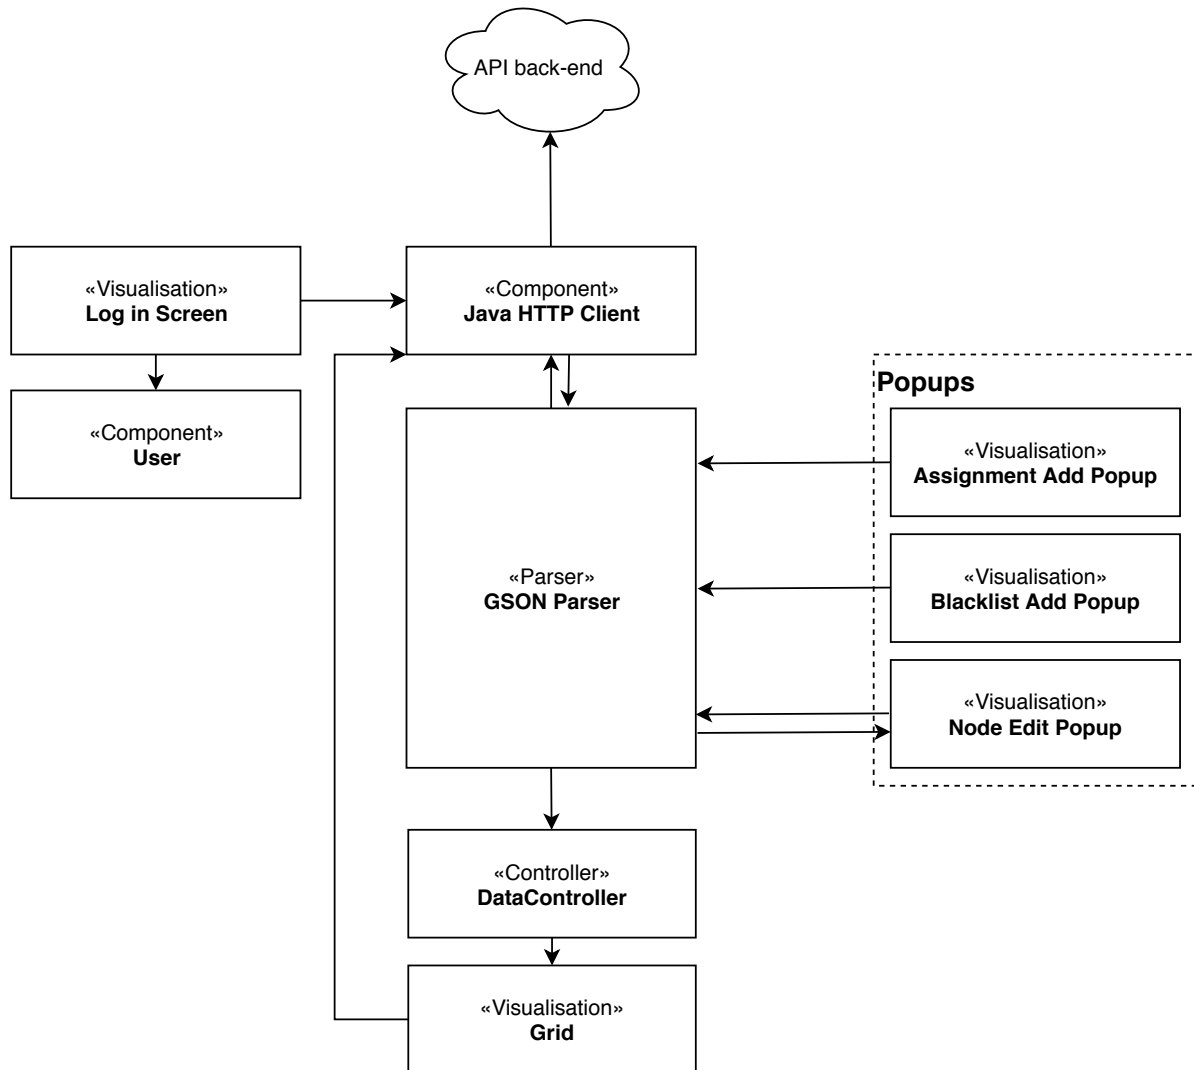 API back-end
«Visualisation»
Log in Screen
«Component»
Java HTTP Client
«Component»
User
Popups
«Visualisation»
Assignment Add Popup
«Parser»
GSON Parser
«Visualisation»
Blacklist Add Popup
«Visualisation»
Node Edit Popup
«Controller»
DataController
«Visualisation»
Grid